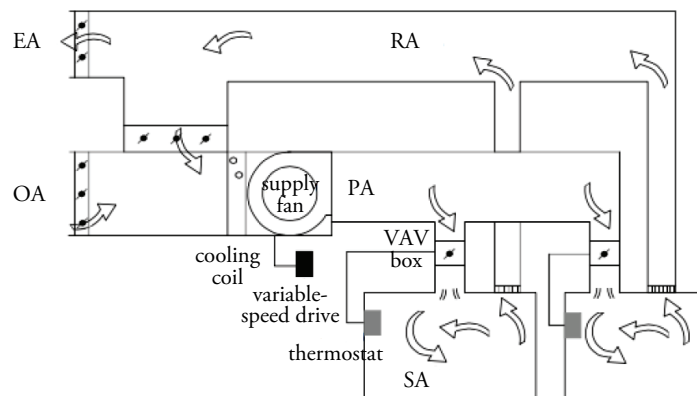 EA
RA
OA
supply
fan
PA
VAV
box
cooling
coil
variable-
speed drive
thermostat
SA